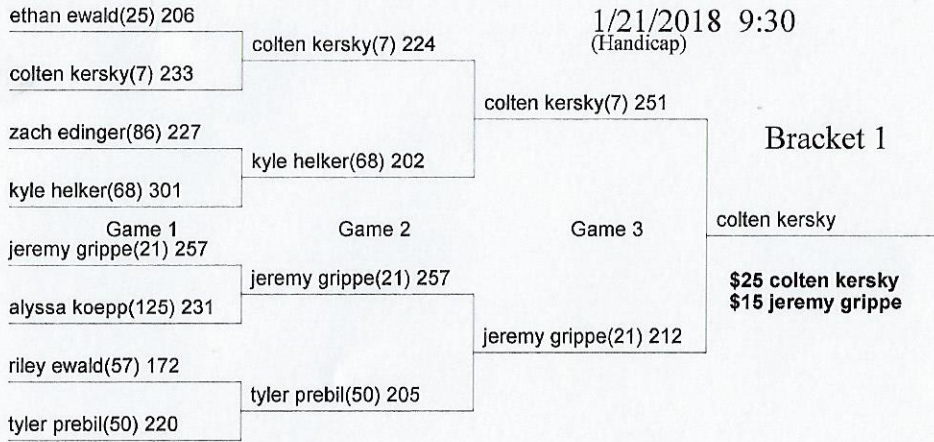 1/21/2018 9:30
(Handicap)
Bracket 1
ethan ewald(25) 206
colten kersky(7) 233
zach edinger(86) 227
kyle helker(68) 301
Game 1
jeremy grippe(21) 257
alyssa koepp(125) 231
riley ewald(57) 172
tyler prebil(50) 220
colten kersky(7) 224
kyle helker(68) 202
Game 2
jeremy grippe(21) 257
tyler prebil(50) 205
colten kersky(7) 251
Game 3
jeremy grippe(21) 212
colten kersky
$25 colten kersky
$15 jeremy grippe